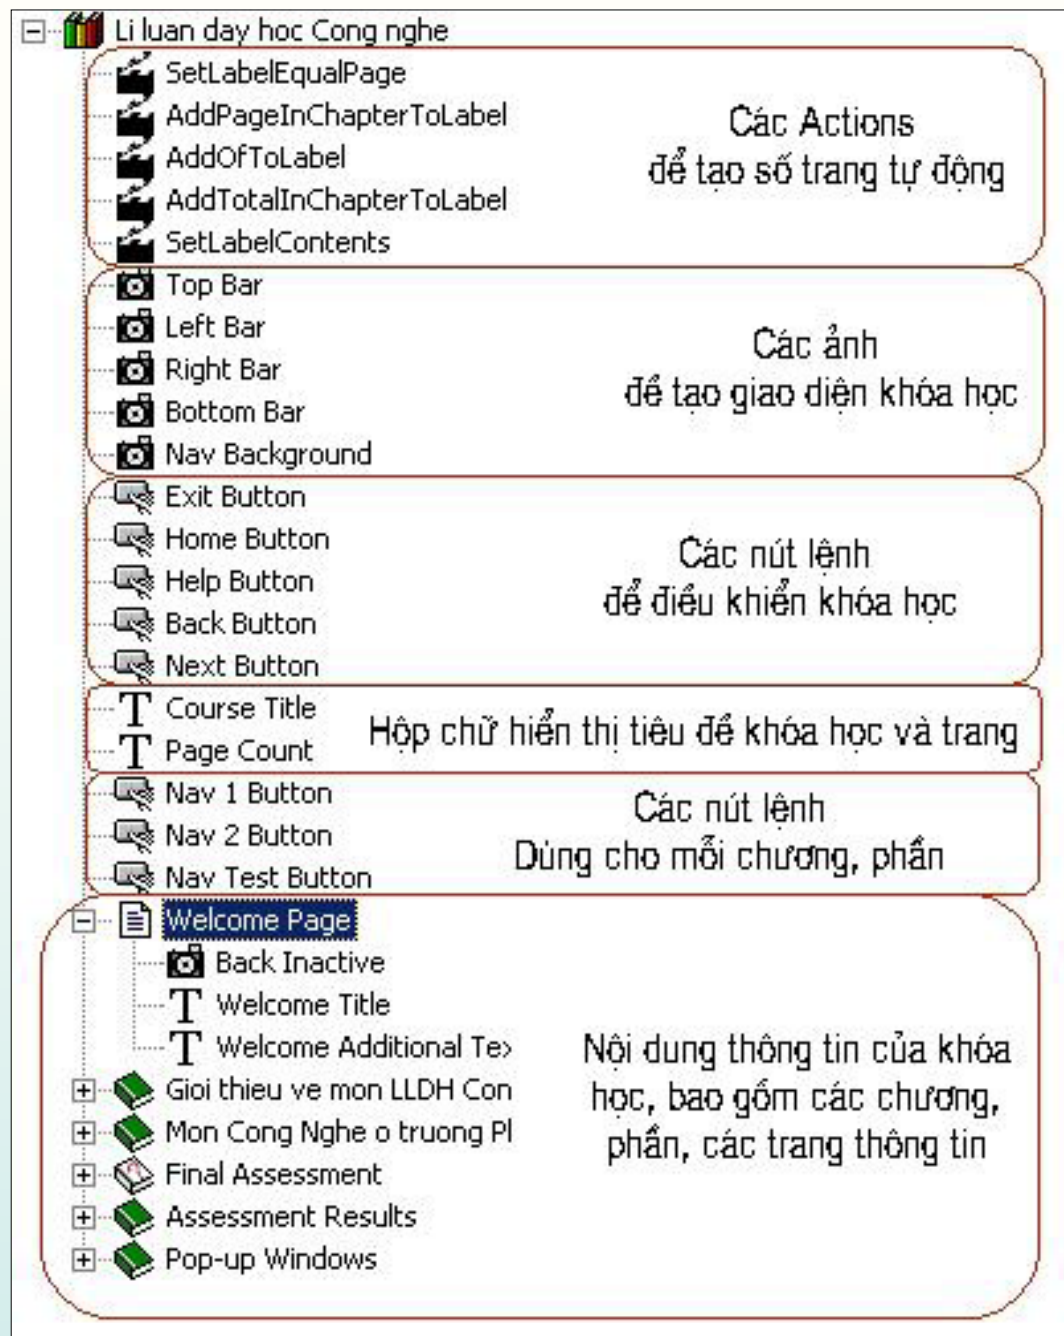 Li luan day hoc Cong nghe
SetLabelEqualPage
AddPageInChapterToLabel
AddOfToLabel
AddTotalInChapterToLabel
SetLabelContents
Các Actions
để tạo số trang tự động
Top Bar
Left Bar
Right Bar
Bottom Bar
Nav Background
Các ảnh
để tạo giao diện khóa học
Exit Button
Home Button
Help Button
Back Button
Next Button
Các nút lệnh
để điều khiển khóa học
Course Title
Page Count
Hộp chữ hiển thị tiêu đề khóa học và trang
Nav 1 Button
Nav 2 Button
Nav Test Button
Các nút lệnh
Dùng cho mỗi chương, phần
Welcome Page
Back Inactive
Welcome Title
Welcome Additional Te
Gioi thieu ve mon LLDH Con
Mon Cong Nghe o truong Pl
Final Assessment
Assessment Results
Pop-up Windows
Nội dung thông tin của khóa
học, bao gồm các chương,
phần, các trang thông tin